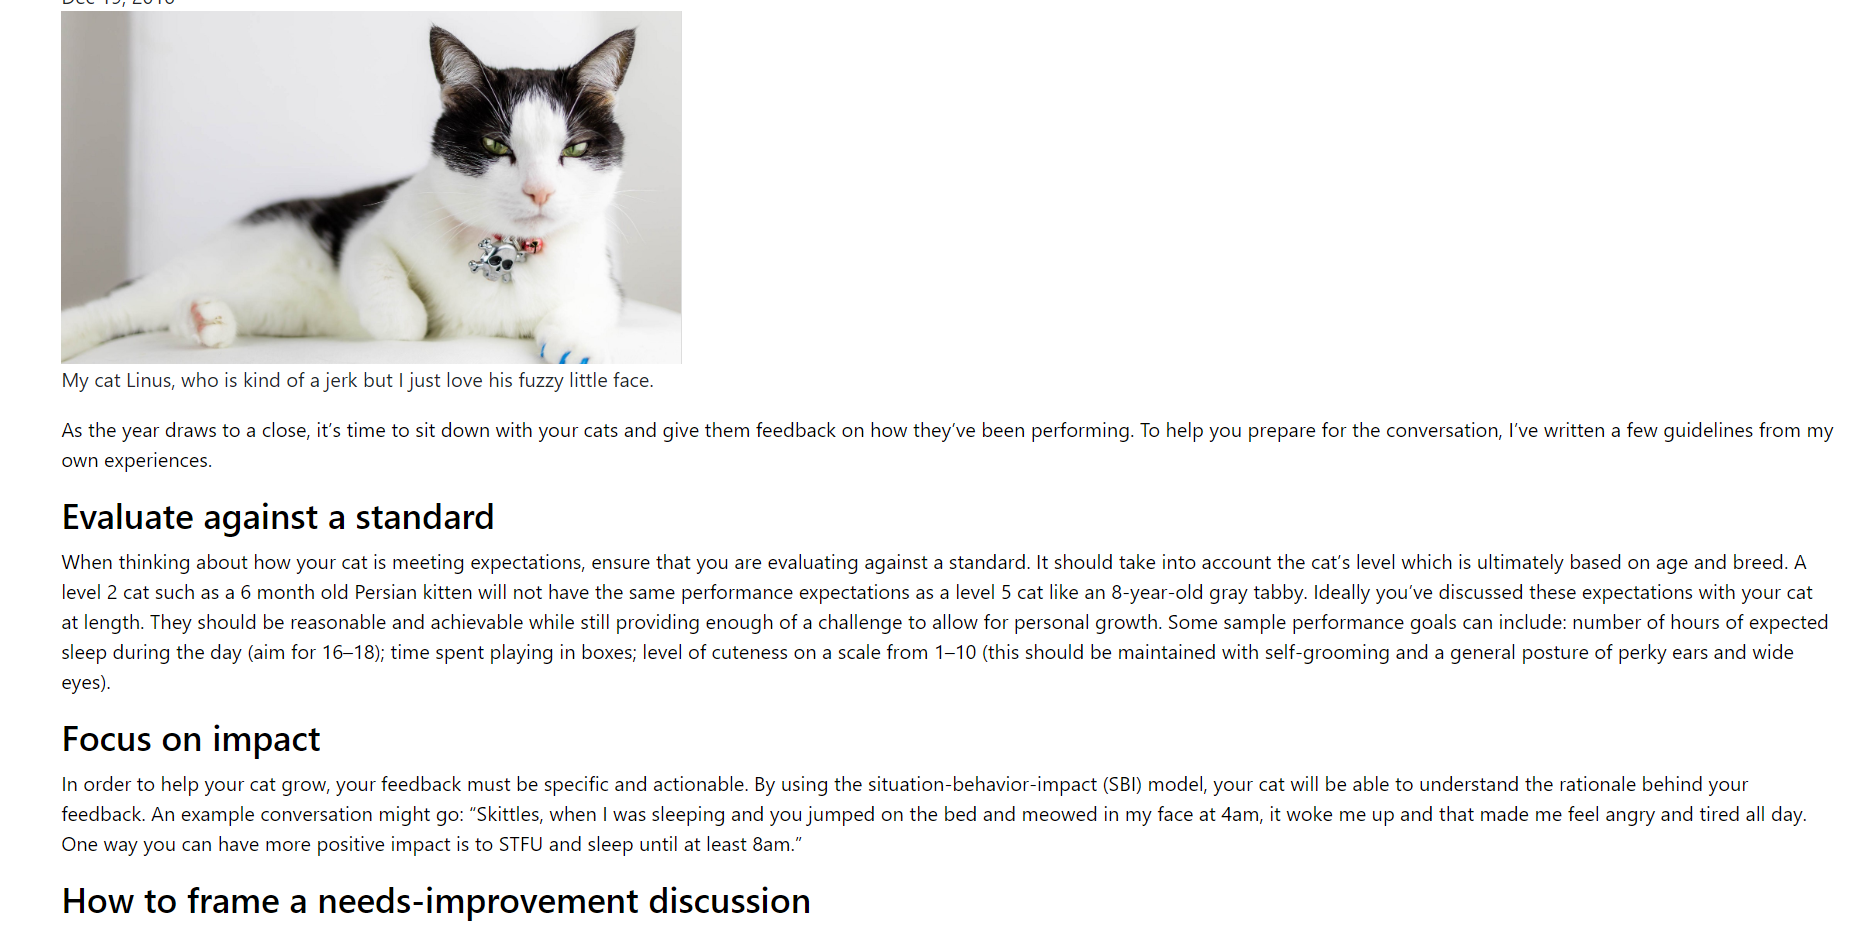 My cat Linus, who is kind of a jerk but I just love his fuzzy little face.
As the year draws to a close, it’s time to sit down with your cats and give them feedback on how they’ve been performing. To help you prepare for the conversation, I’ve written a few guidelines from my
own experiences.
Evaluate against a standard
When thinking about how your cat is meeting expectations, ensure that you are evaluating against a standard. It should take into account the cat’s level which is ultimately based on age and breed. A
level 2 cat such as a 6 month old Persian kitten will not have the same performance expectations as a level 5 cat like an 8-year-old gray tabby. Ideally you’ve discussed these expectations with your cat
at length. They should be reasonable and achievable while still providing enough of a challenge to allow for personal growth. Some sample performance goals can include: number of hours of expected
sleep during the day (aim for 16–18); time spent playing in boxes; level of cuteness on a scale from 1–10 (this should be maintained with self-grooming and a general posture of perky ears and wide
eyes).
Focus on impact
In order to help your cat grow, your feedback must be specific and actionable. By using the situation-behavior-impact (SBI) model, your cat will be able to understand the rationale behind your
feedback. An example conversation might go: “Skittles, when I was sleeping and you jumped on the bed and meowed in my face at 4am, it woke me up and that made me feel angry and tired all day.
One way you can have more positive impact is to STFU and sleep until at least 8am.”
How to frame a needs-improvement discussion